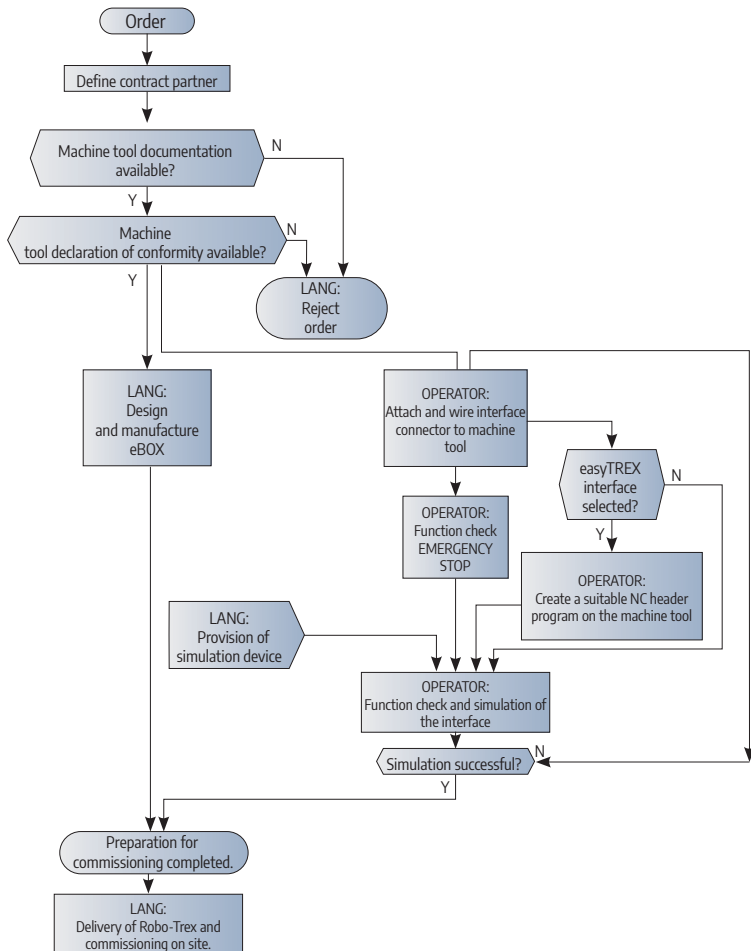 Order
Define contract partner
Machine tool documentation
available?
N
Y
Machine
tool declaration of conformity available?
N
Y
LANG:
Reject
order
LANG:
Design
and manufacture
eBOX
OPERATOR:
Attach and wire interface
connector to machine
tool
easyTREX
interface
selected?
N
Y
OPERATOR:
Function check
EMERGENCY
STOP
OPERATOR:
Create a suitable NC header
program on the machine tool
LANG:
Provision of
simulation device
OPERATOR:
Function check and simulation of
the interface
Simulation successful?
N
Y
Preparation for
commissioning completed.
LANG:
Delivery of Robo-Trex and
commissioning on site.